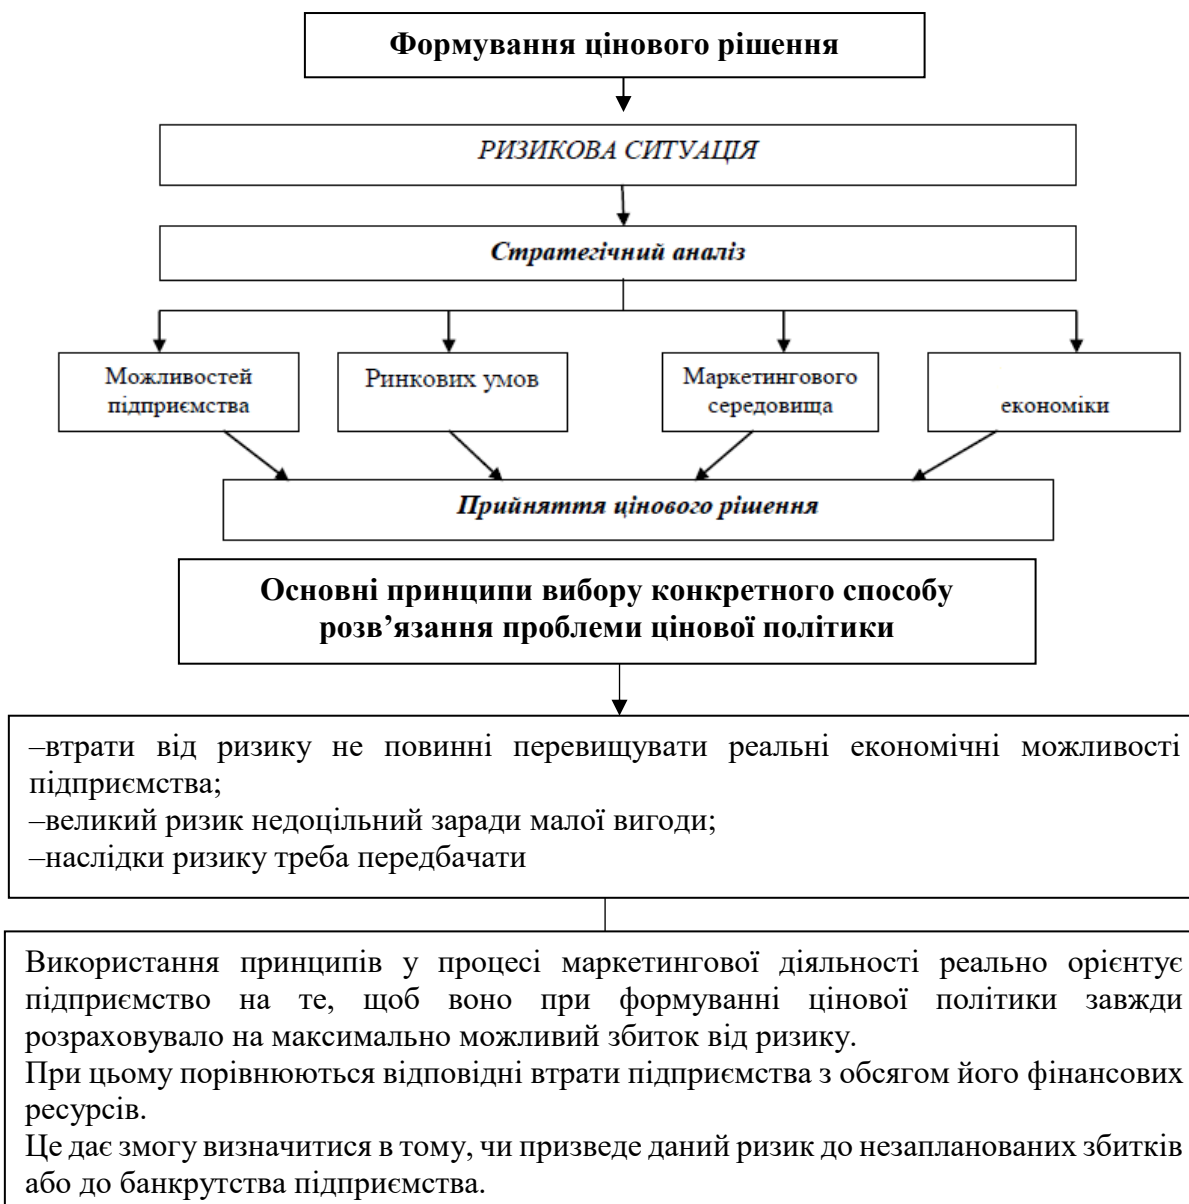 Формування цінового рішення
РИЗИКОВА СИТУАЦІЯ
Стратегічний аналіз
Можливостей
підприємства
Ринкових умов
Маркетингового
середовища
економіки
Прийняття цінового рішення
Основні принципи вибору конкретного способу
розв’язання проблеми цінової політики
–втрати від ризику не повинні перевищувати реальні економічні можливості
підприємства;
–великий ризик недоцільний заради малої вигоди;
–наслідки ризику треба передбачати
Використання принципів у процесі маркетингової діяльності реально орієнтує
підприємство на те, щоб воно при формуванні цінової політики завжди
розраховувало на максимально можливий збиток від ризику.
При цьому порівнюються відповідні втрати підприємства з обсягом його фінансових
ресурсів.
Це дає змогу визначитися в тому, чи призведе даний ризик до незапланованих збитків
або до банкрутства підприємства.